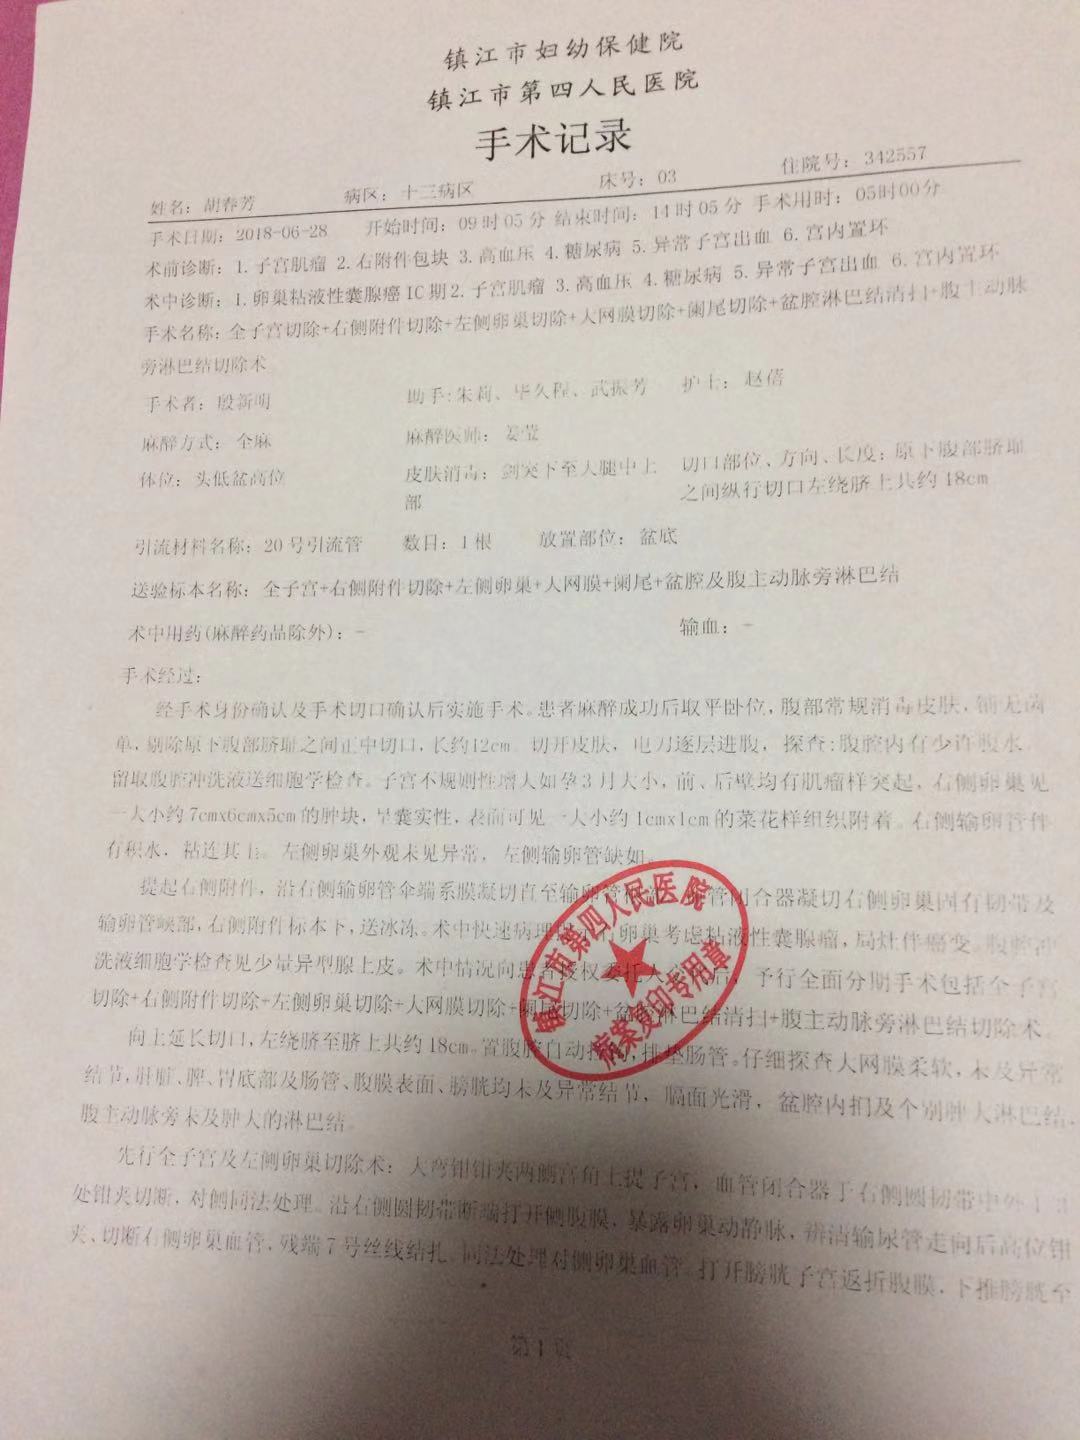 镇江市妇幼保健院
镇江市第四人民医院
手术记录
姓名：胡春芳 病区：十三病区 床号：03 住院号：342557
手术日期：2018-06-28 开始时间：09时05分 结束时间：14时05分 手术用时：05时00分
术前诊断：1.子宫肌瘤 2.右附件包块 3.高血压 4.糖尿病 5.异常子宫出血 6.宫内置环
术中诊断：1.卵巢粘液性囊腺癌IC期2.子宫肌瘤 3.高血压 4.糖尿病 5.异常子宫出血 6.宫内置环
手术名称：全子宫切除+右侧附件切除+左侧卵巢切除+大网膜切除+阑尾切除+盆腔淋巴结清扫+腹主动脉
旁淋巴结切除术
手术者：殷新明 助手:朱莉、毕久程、武振芳 护士：赵蓓
麻醉方式：全麻 麻醉医师：姜莹
体位：头低盆高位 皮肤消毒：剑突下至大腿中上 切口部位、方向、长度：原下腹部脐耻
部 之间纵行切口左绕脐上共约18cm
引流材料名称：20号引流管 数目：1根 放置部位：盆底
送验标本名称：全子宫+右侧附件切除+左侧卵巢+大网膜+阑尾+盆腔及腹主动脉旁淋巴结
术中用药(麻醉药品除外)：- 输血：-
手术经过：
经手术身份确认及手术切口确认后实施手术。患者麻醉成功后取平卧位，腹部常规消毒皮肤，铺无菌
单，剔除原下腹部脐耻之间正中切口，长约12cm。切开皮肤，电刀逐层进腹，探查：腹腔内有少许腹水，
留取腹腔冲洗液送细胞学检查。子宫不规则性增大如孕3月大小，前、后壁均有肌瘤样突起，右侧卵巢见
一大小约7cmx6cmx5cm的肿块，呈囊实性，表面可见一大小约1cmx1cm的菜花样组织附着。右侧输卵管伴
有积水，粘连其上。左侧卵巢外观未见异常，左侧输卵管缺如。
提起右侧附件，沿右侧输卵管伞端系膜凝切直至输卵管 管闭合器凝切右侧卵巢固有韧带及
输卵管峡部，右侧附件标本下，送冰冻。术中快速病理 右卵巢考虑粘液性囊腺瘤，局灶伴癌变。腹腔冲
洗液细胞学检查见少量异型腺上皮。术中情况向患者授权委托人 后，予行全面分期手术包括全子宫
切除+右侧附件切除+左侧卵巢切除+大网膜切除+阑尾切除+盆腔淋巴结清扫+腹主动脉旁淋巴结切除术。
向上延长切口，左绕脐至脐上共约18cm。置腹腔自动 ，排垫肠管。仔细探查大网膜柔软，未及异常
结节，肝脏、脾、胃底部及肠管、腹膜表面、膀胱均未及异常结节，膈面光滑，盆腔内扪及个别肿大淋巴结，
腹主动脉旁未及肿大的淋巴结。
先行全子宫及左侧卵巢切除术：大弯钳钳夹两侧宫角上提子宫，血管闭合器于右侧圆韧带中外1/3
处钳夹切断，对侧同法处理。沿右侧圆韧带断端打开侧腹膜，暴露卵巢动静脉，辨清输尿管走向后高位钳
夹、切断右侧卵巢血管，残端7号丝线结扎。同法处理对侧卵巢血管。打开膀胱子宫返折腹膜，下推膀胱至
第1页
镇江市第四人民医院
病案复印专用章